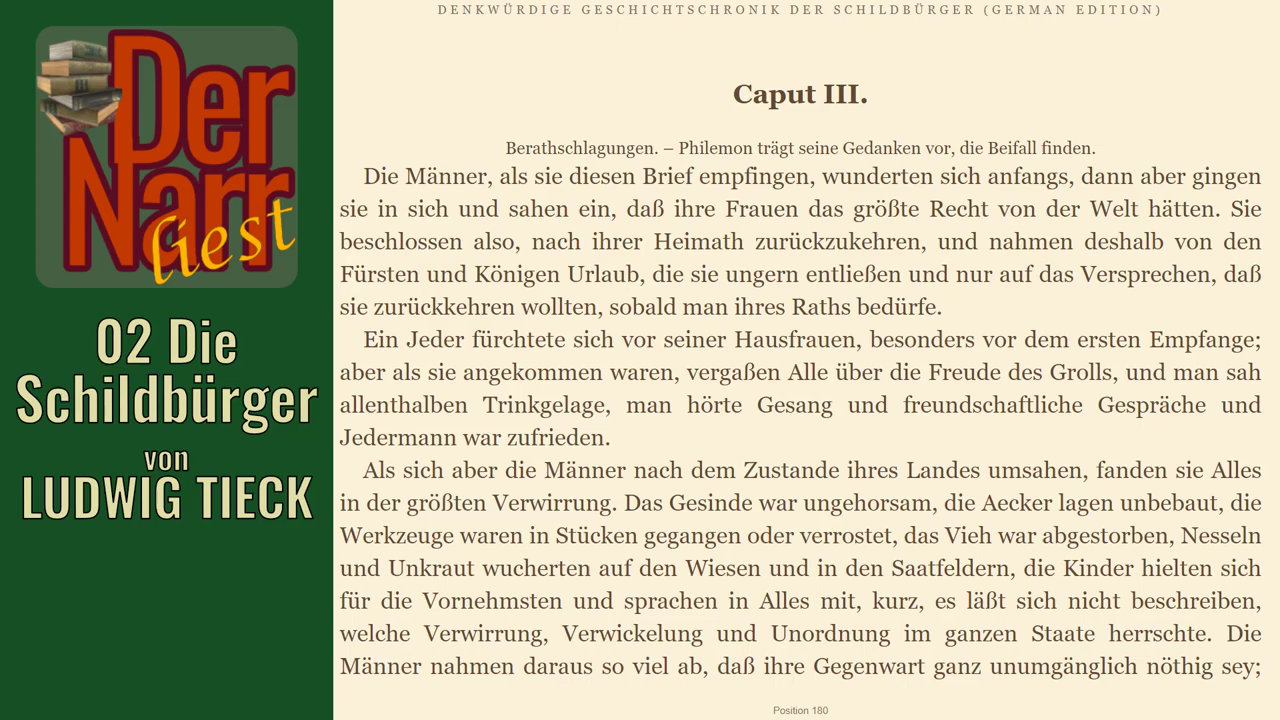 Der
Narr
liest
02 Die
Schildbürger
von
LUDWIG TIECK
DENKWÜRDIGE GESCHICHTSCHRONIK DER SCHILDBÜRGER (GERMAN EDITION)
Caput III.
Berathschlagungen. – Philemon trägt seine Gedanken vor, die Beifall finden.
Die Männer, als sie diesen Brief empfingen, wunderten sich anfangs, dann aber gingen
sie in sich und sahen ein, daß ihre Frauen das größte Recht von der Welt hätten. Sie
beschlossen also, nach ihrer Heimath zurückzukehren, und nahmen deshalb von den
Fürsten und Königen Urlaub, die sie ungern entließen und nur auf das Versprechen, daß
sie zurückkehren wollten, sobald man ihres Raths bedürfe.
Ein Jeder fürchtete sich vor seiner Hausfrauen, besonders vor dem ersten Empfange;
aber als sie angekommen waren, vergaßen Alle über die Freude des Grolls, und man sah
allenthalben Trinkgelage, man hörte Gesang und freundschaftliche Gespräche und
Jedermann war zufrieden.
Als sich aber die Männer nach dem Zustande ihres Landes umsahen, fanden sie Alles
in der größten Verwirrung. Das Gesinde war ungehorsam, die Aecker lagen unbebaut, die
Werkzeuge waren in Stücken gegangen oder verrostet, das Vieh war abgestorben, Nesseln
und Unkraut wucherten auf den Wiesen und in den Saatfeldern, die Kinder hielten sich
für die Vornehmsten und sprachen in Alles mit, kurz, es läßt sich nicht beschreiben,
welche Verwirrung, Verwickelung und Unordnung im ganzen Staate herrschte. Die
Männer nahmen daraus so viel ab, daß ihre Gegenwart ganz unumgänglich nöthig sey;
Position 180